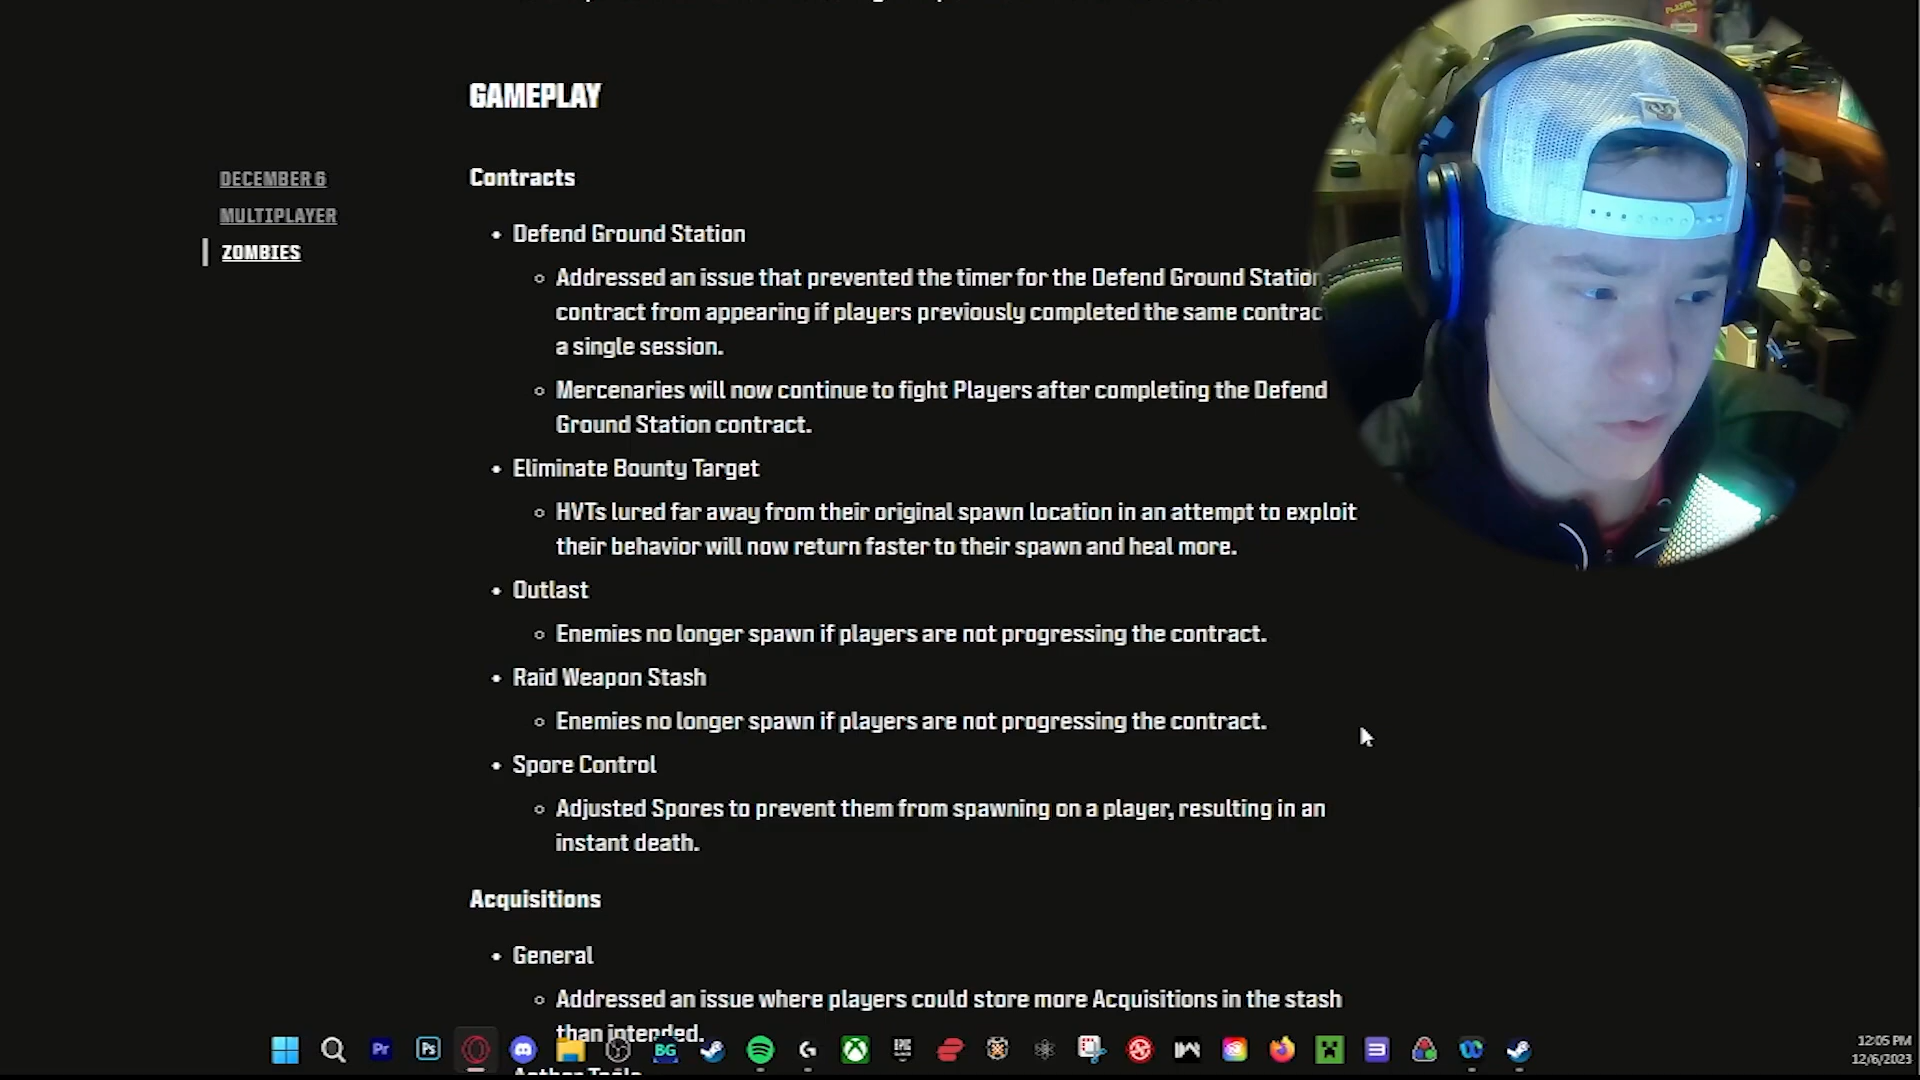 GAMEPLAY
Contracts
DECEMBER 6
MULTIPLAYER
ZOMBIES
• Defend Ground Station
Addressed an issue that prevented the timer for the Defend Ground Station
contract from appearing if players previously completed the same contrac
a single session.
Mercenaries will now continue to fight Players after completing the Defend
Ground Station contract.
• Eliminate Bounty Target
HVTs lured far away from their original spawn location in an attempt to exploit
their behavior will now return faster to their spawn and heal more.
• Outlast
Enemies no longer spawn if players are not progressing the contract.
• Raid Weapon Stash
Enemies no longer spawn if players are not progressing the contract.
• Spore Control
Adjusted Spores to prevent them from spawning on a player, resulting in an
instant death.
Acquisitions
• General
Addressed an issue where players could store more Acquisitions in the stash
than intended.
Pr
Ps
BG
EPIC
12:05 PM
12/6/2023